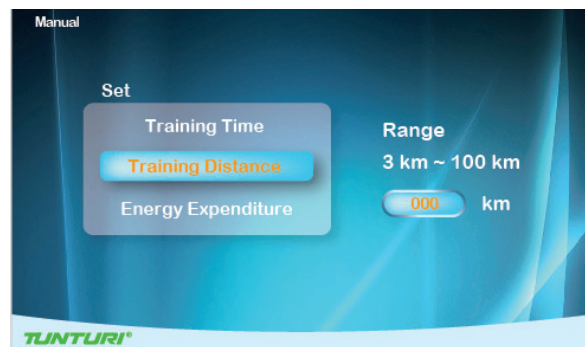 Manual
Set
Training Time
Training Distance
Energy Expenditure
Range
3 km ~ 100 km
000 km
TUNTURI®